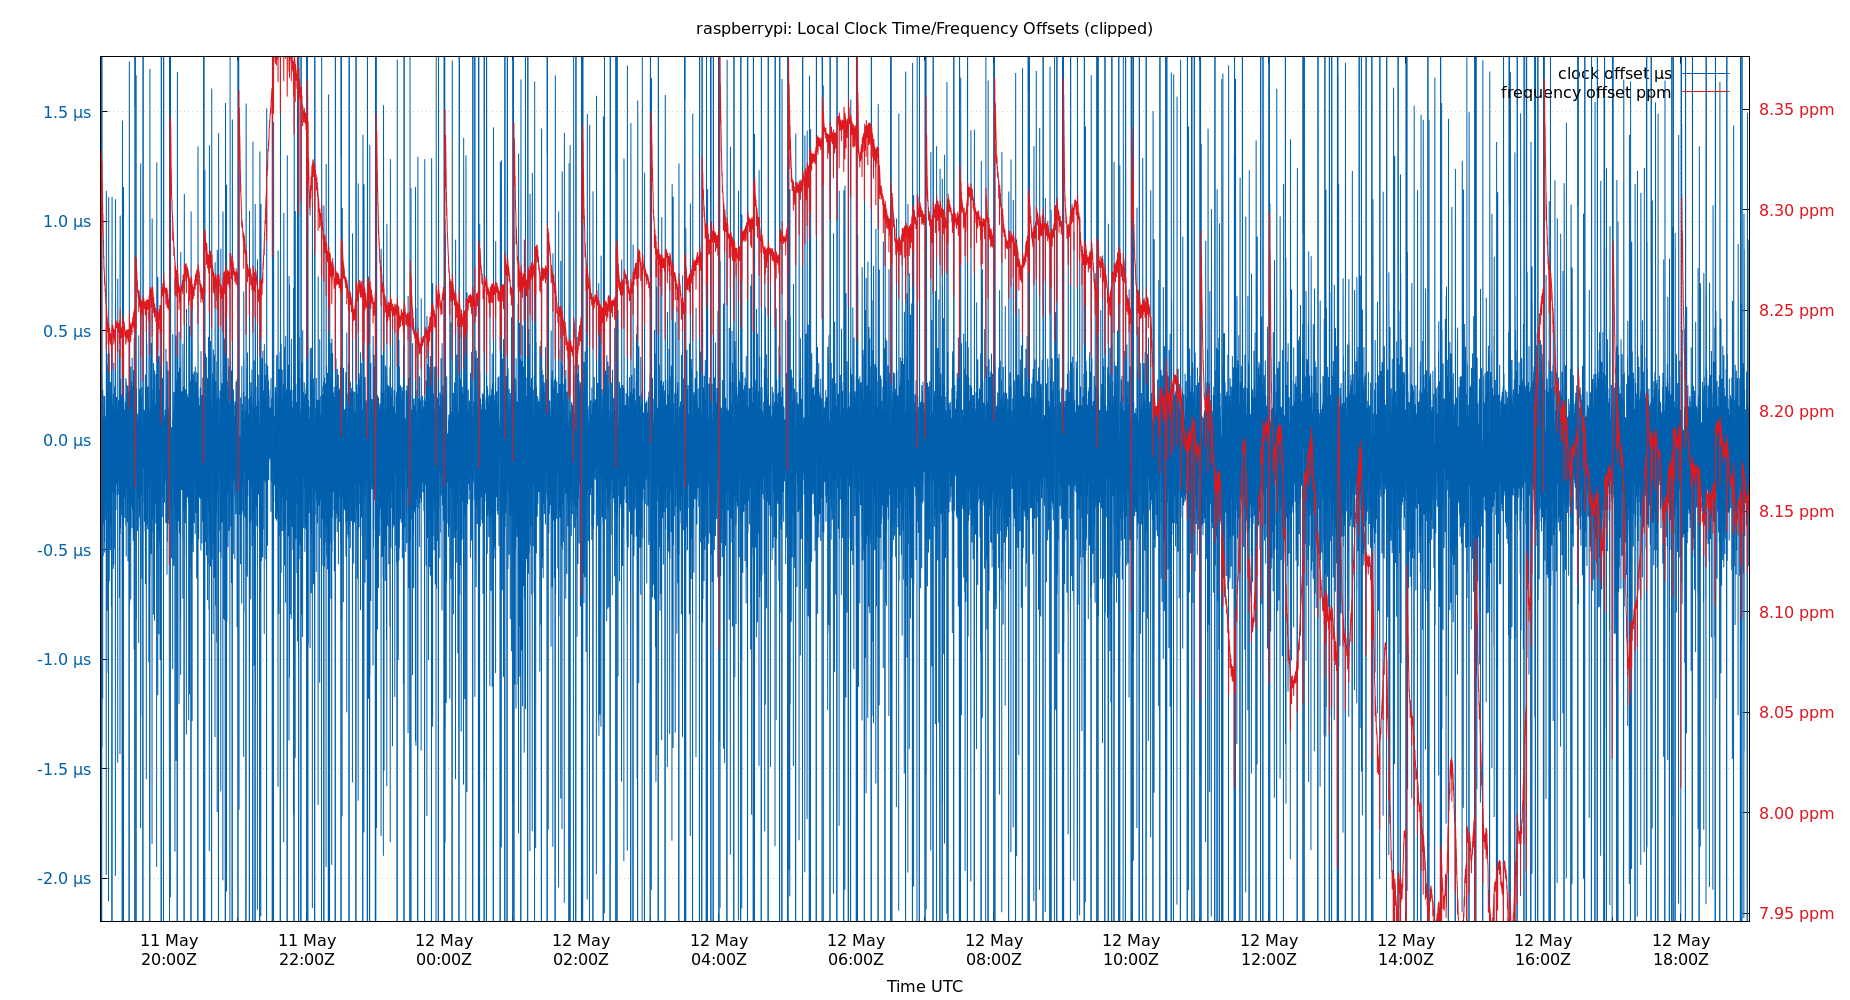 raspberrypi: Local Clock Time/Frequency Offsets (clipped)
clock offset µs
frequency offset ppm
1.5 µs
1.0 µs
0.5 µs
0.0 µs
-0.5 µs
-1.0 µs
-1.5 µs
-2.0 µs
8.35 ppm
8.30 ppm
8.25 ppm
8.20 ppm
8.15 ppm
8.10 ppm
8.05 ppm
8.00 ppm
7.95 ppm
11 May 11 May 12 May 12 May 12 May 12 May 12 May 12 May 12 May 12 May 12 May 12 May
20:00Z 22:00Z 00:00Z 02:00Z 04:00Z 06:00Z 08:00Z 10:00Z 12:00Z 14:00Z 16:00Z 18:00Z
Time UTC